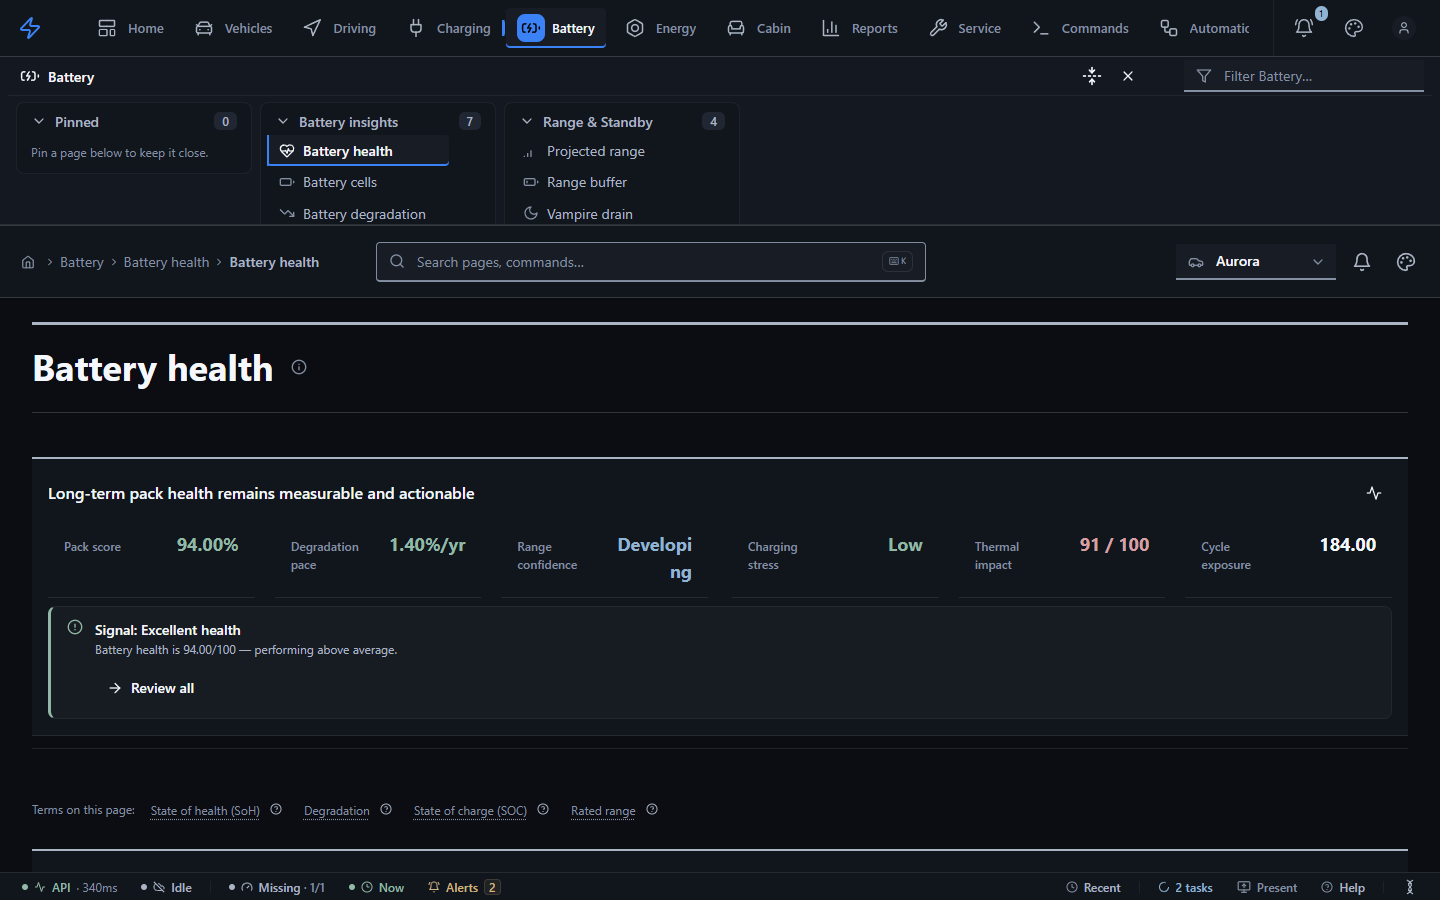 Home
Vehicles
Driving
Charging
Battery
Energy
Cabin
Reports
Service
Commands
Automatic
1
Battery
Filter Battery...
Pinned 0
Pin a page below to keep it close.
Battery insights 7
Battery health
Battery cells
Battery degradation
Range & Standby 4
Projected range
Range buffer
Vampire drain
Battery > Battery health > Battery health
Search pages, commands...
K
Aurora
Battery health
Long-term pack health remains measurable and actionable
Pack score 94.00%
Degradation pace 1.40%/yr
Range confidence Developi
ng
Charging stress Low
Thermal impact 91 / 100
Cycle exposure 184.00
Signal: Excellent health
Battery health is 94.00/100 — performing above average.
Review all
Terms on this page: State of health (SoH) Degradation State of charge (SOC) Rated range
API · 340ms Idle Missing · 1/1 Now Alerts 2 Recent 2 tasks Present Help